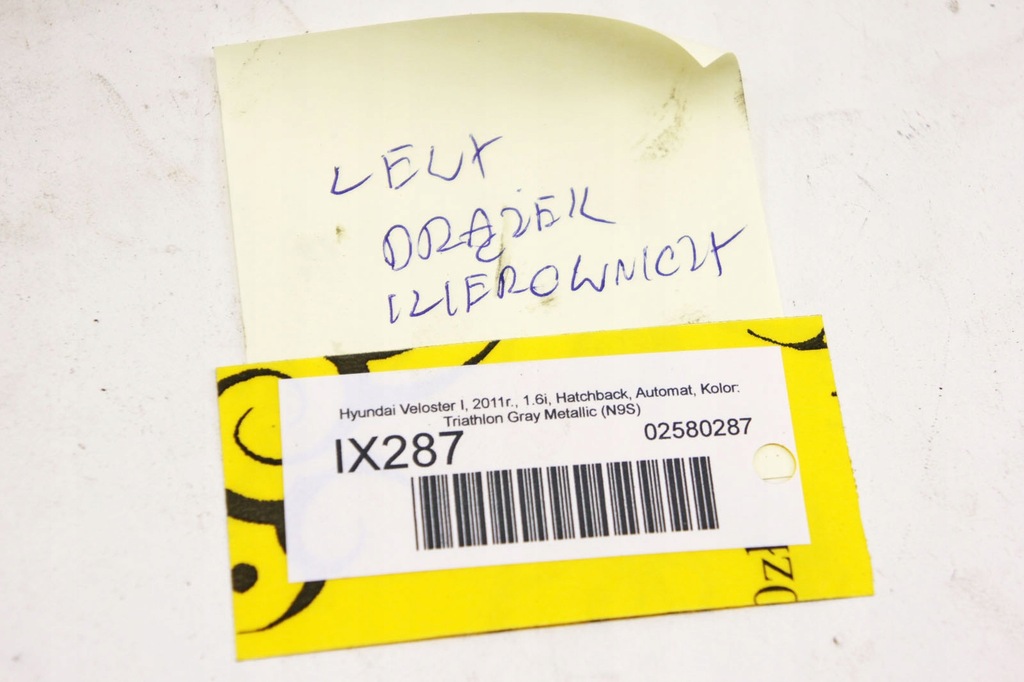 LEWY
DRĄŻEK
KIEROWNICZY
Hyundai Veloster I, 2011r., 1.6i, Hatchback, Automat, Kolor:
Triathlon Gray Metallic (N9S)
IX287
02580287